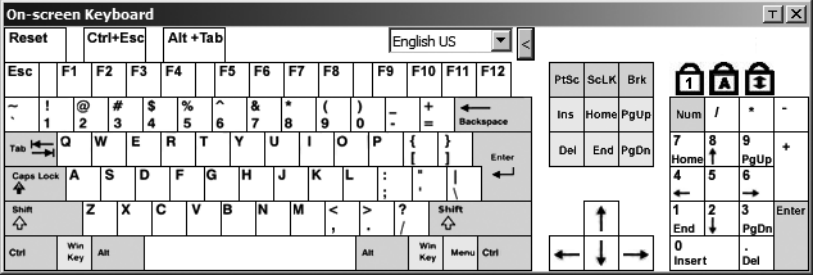 On-screen Keyboard T X
Reset Ctrl+Esc Alt +Tab English US <
Esc F1 F2 F3 F4 F5 F6 F7 F8 F9 F10 F11 F12 PtSc ScLK Brk 1 A
~ ! @ # $ % ^ & * ( ) _ + Backspace
` 1 2 3 4 5 6 7 8 9 0 - = Ins Home PgUp Num / * -
Tab Q W E R T Y U I O P { } Enter
[ ] Del End PgDn 7 8 9 +
Home PgUp
Caps Lock A S D F G H J K L : " | 4 5 6
; ' \
Shift Z X C V B N M < > ? Shift 1 2 3 Enter
, . / End PgDn
Ctrl Win Key Alt Alt Win Key Menu Ctrl 0 .
Insert Del